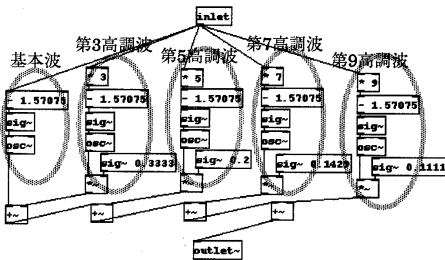 inlet
第3高調波
第7高調波
基本波
第5高調波
第9高調波
* 3
* 5
* 7
* 9
- 1.57075
- 1.57075
- 1.57075
- 1.57075
- 1.57075
sig~
sig~
sig~
sig~
sig~
osc~
osc~
osc~
osc~
osc~
sig~ 0.3333
sig~ 0.2
sig~ 0.1429
sig~ 0.1111
*~
*~
*~
*~
+~
+~
+~
+~
outlet~